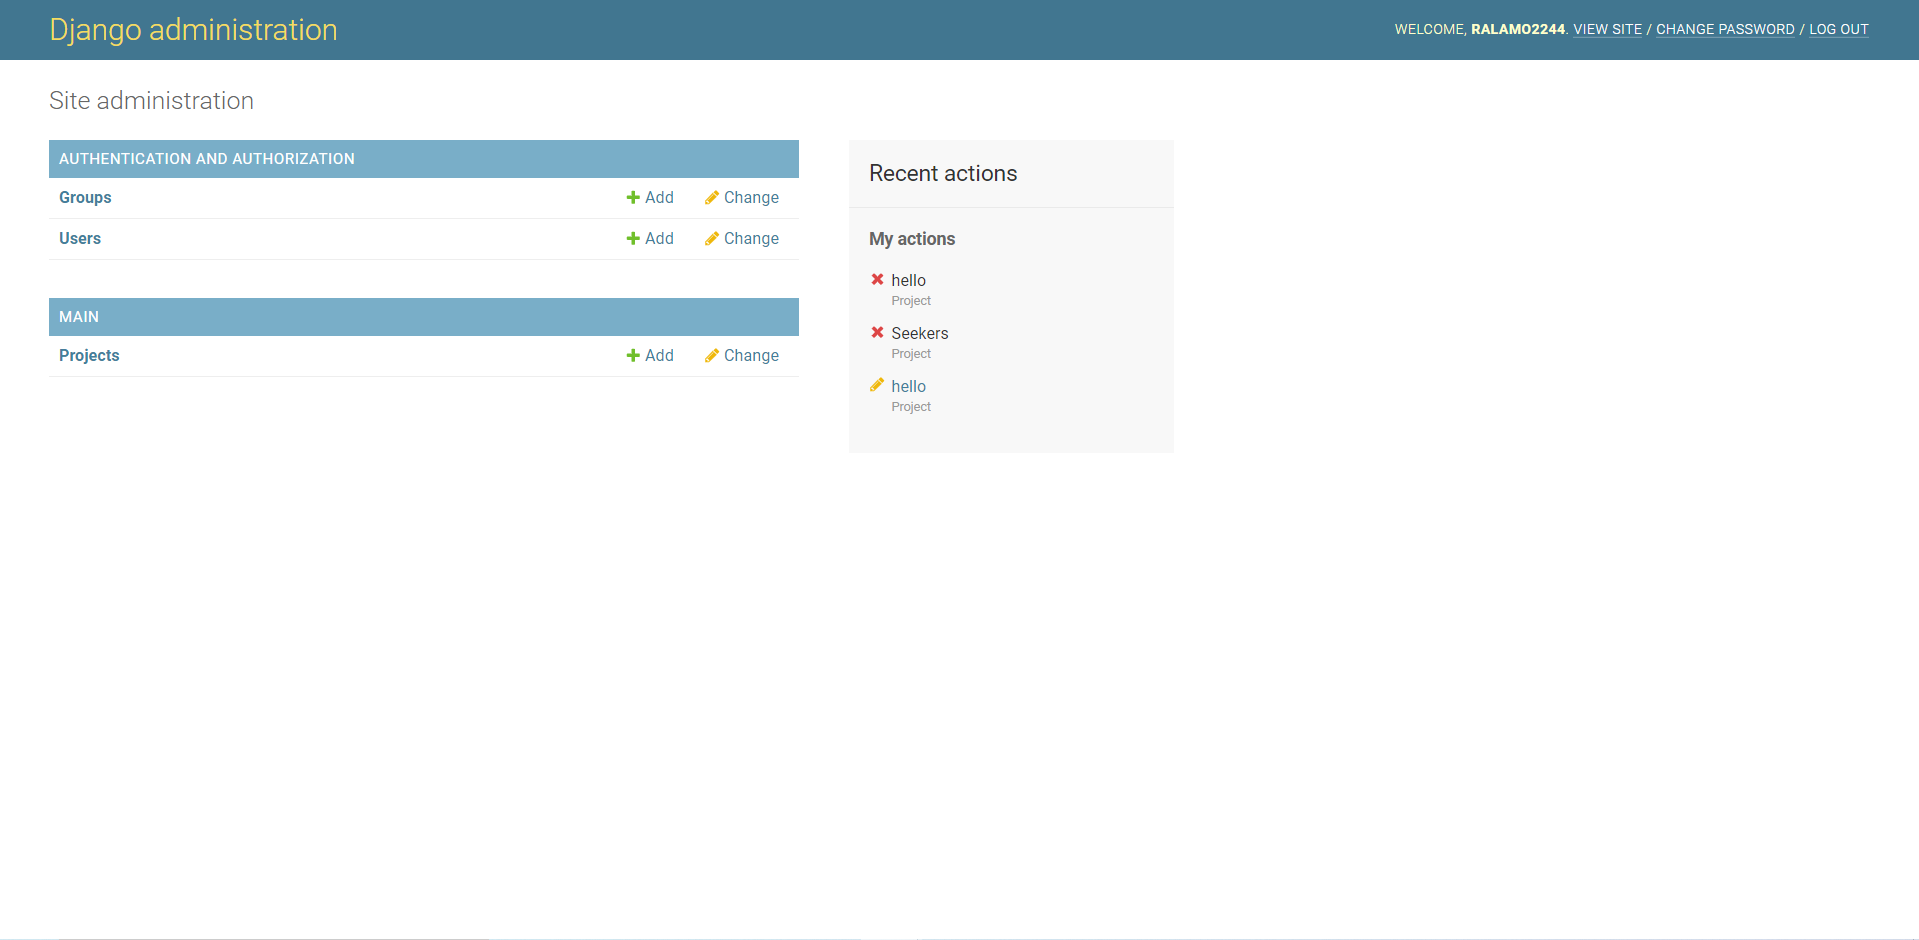 Django administration
WELCOME, RALAMO2244. VIEW SITE / CHANGE PASSWORD / LOG OUT
Site administration
AUTHENTICATION AND AUTHORIZATION
Groups Add Change
Users Add Change
MAIN
Projects Add Change
Recent actions
My actions
hello
Project
Seekers
Project
hello
Project